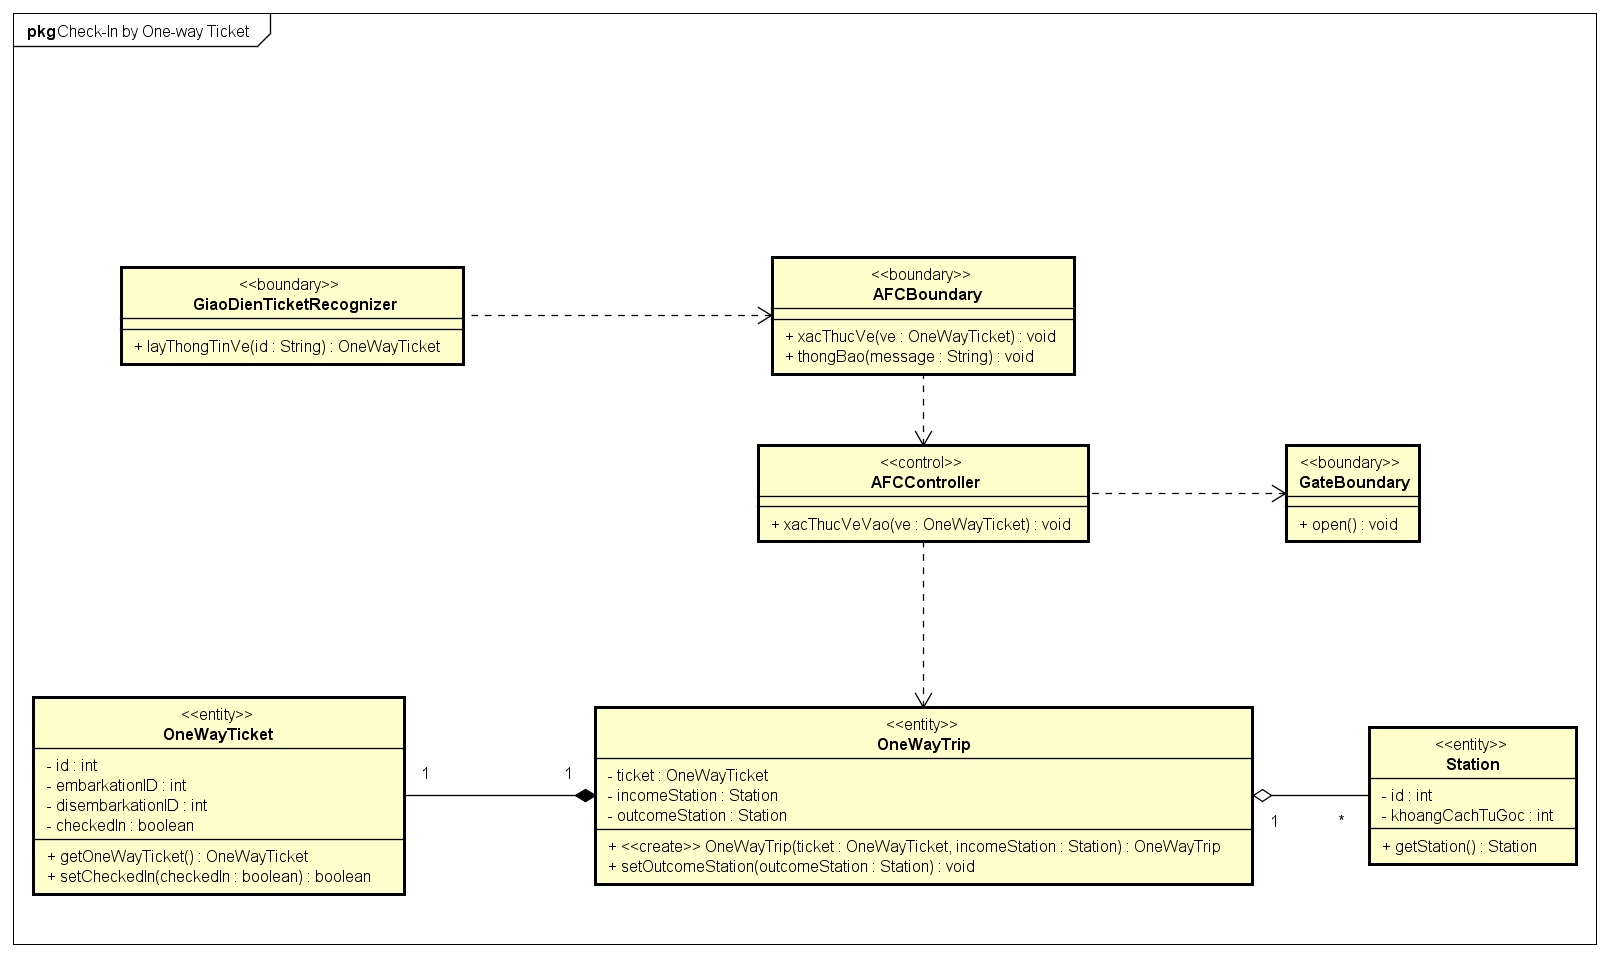 pkg Check-In by One-way Ticket
<<boundary>>
GiaoDienTicketRecognizer
+ layThongTinVe(id : String) : OneWayTicket
<<boundary>>
AFCBoundary
+ xacThucVe(ve : OneWayTicket) : void
+ thongBao(message : String) : void
<<control>>
AFCController
+ xacThucVeVao(ve : OneWayTicket) : void
<<boundary>>
GateBoundary
+ open() : void
<<entity>>
OneWayTicket
- id : int
- embarkationID : int
- disembarkationID : int
- checkedIn : boolean
+ getOneWayTicket() : OneWayTicket
+ setCheckedIn(checkedIn : boolean) : boolean
1
1
<<entity>>
OneWayTrip
- ticket : OneWayTicket
- incomeStation : Station
- outcomeStation : Station
+ <<create>> OneWayTrip(ticket : OneWayTicket, incomeStation : Station) : OneWayTrip
+ setOutcomeStation(outcomeStation : Station) : void
1
*
<<entity>>
Station
- id : int
- khoangCachTuGoc : int
+ getStation() : Station